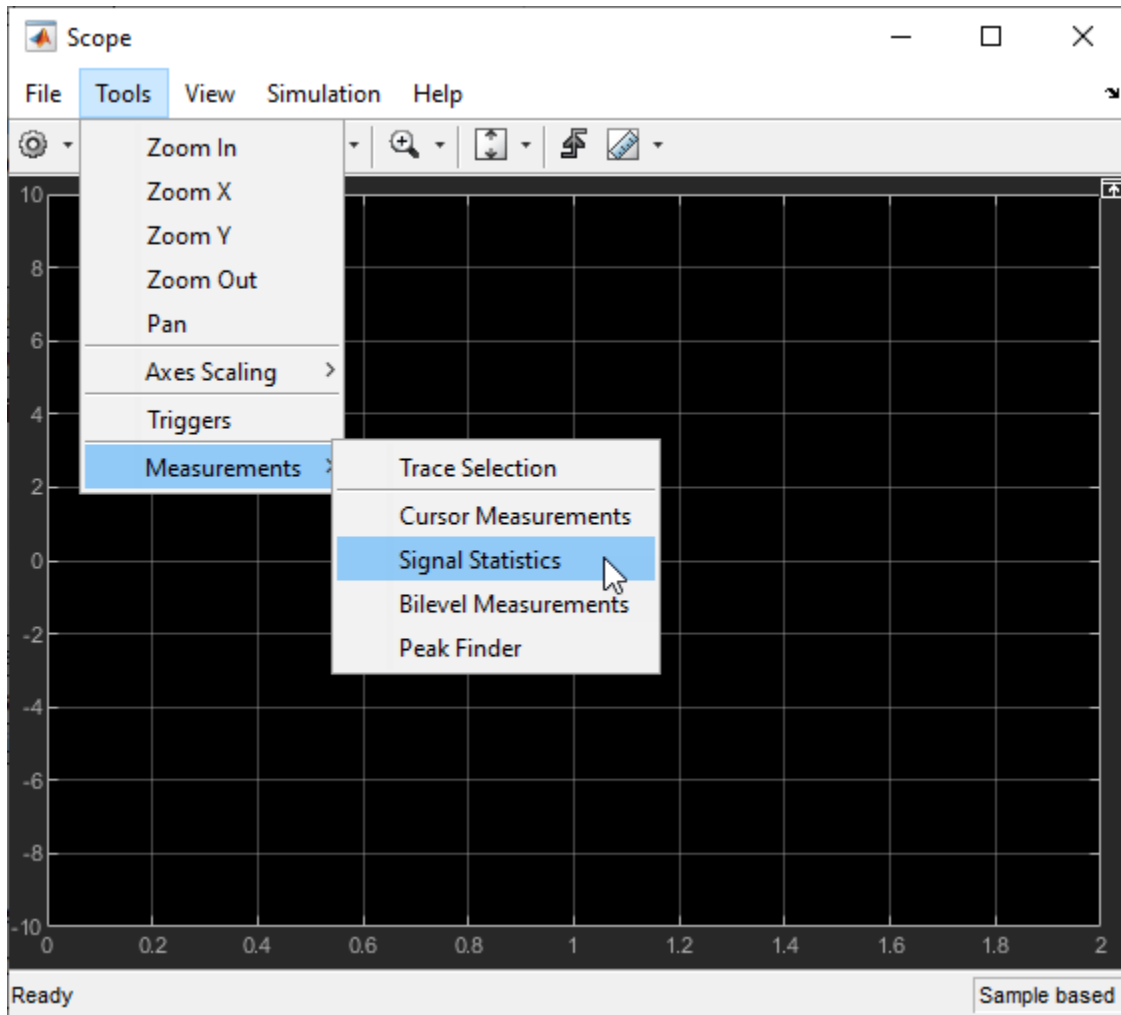 Scope
File Tools View Simulation Help
Zoom In
Zoom X
Zoom Y
Zoom Out
Pan
Axes Scaling
Triggers
Measurements
Trace Selection
Cursor Measurements
Signal Statistics
Bilevel Measurements
Peak Finder
10
8
6
4
2
0
-2
-4
-6
-8
-10
0 0.2 0.4 0.6 0.8 1 1.2 1.4 1.6 1.8 2
Ready Sample based